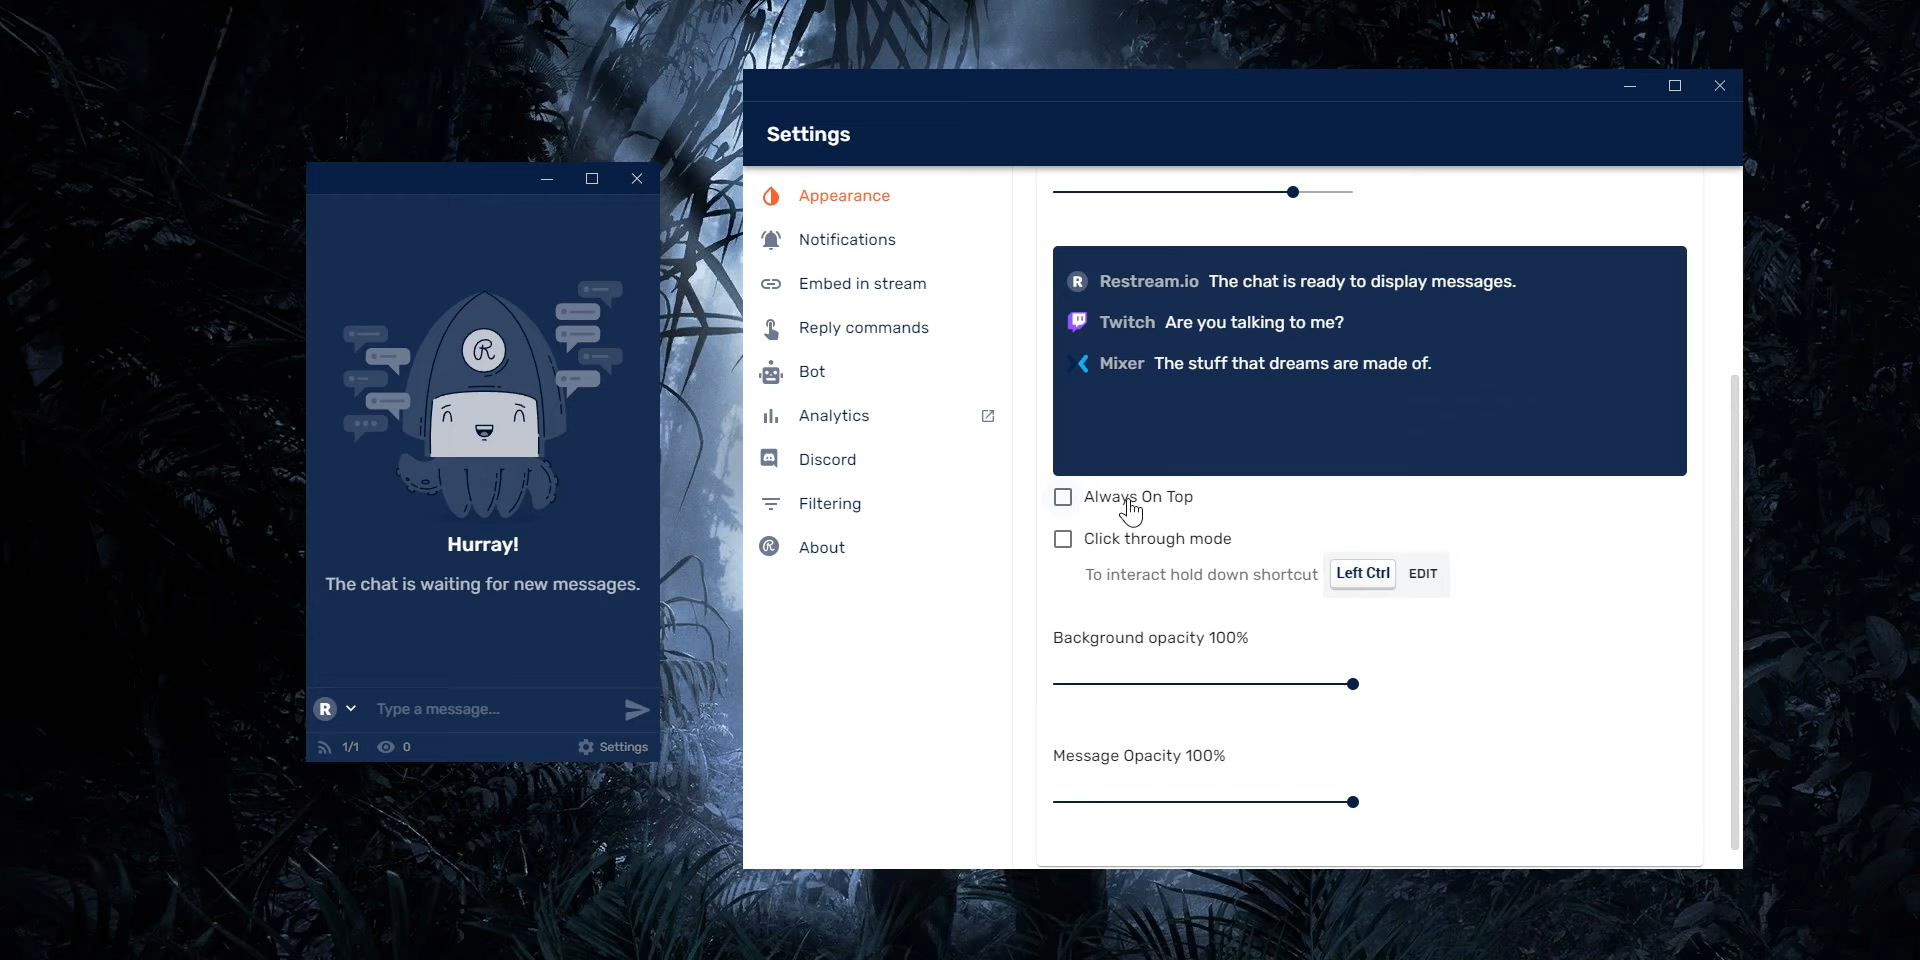 Settings
Appearance
Notifications
Embed in stream
Reply commands
Bot
Analytics
Discord
Filtering
About
R Restream.io The chat is ready to display messages.
Twitch Are you talking to me?
Mixer The stuff that dreams are made of.
Always On Top
Click through mode
To interact hold down shortcut Left Ctrl EDIT
Background opacity 100%
Message Opacity 100%
R
Hurray!
The chat is waiting for new messages.
R Type a message...
1/1 0 Settings